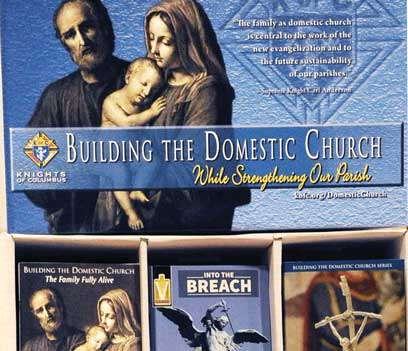 "The family as domestic church
is central to the work of the
new evangelization and to
the future sustainability
of our parishes."
- Supreme Knight Carl Anderson
BUILDING THE DOMESTIC CHURCH
While Strengthening Our Parish
KNIGHTS
OF COLUMBUS
kofc.org/DomesticChurch
BUILDING THE DOMESTIC CHURCH
The Family Fully Alive
INTO THE
BREACH
BUILDING THE DOMESTIC CHURCH SERIES